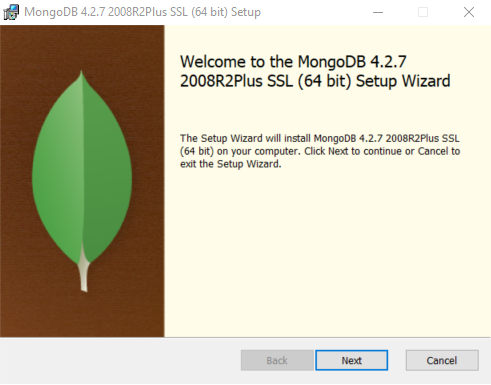 MongoDB 4.2.7 2008R2Plus SSL (64 bit) Setup
Welcome to the MongoDB 4.2.7
2008R2Plus SSL (64 bit) Setup Wizard
The Setup Wizard will install MongoDB 4.2.7 2008R2Plus SSL
(64 bit) on your computer. Click Next to continue or Cancel to
exit the Setup Wizard.
Back
Next
Cancel